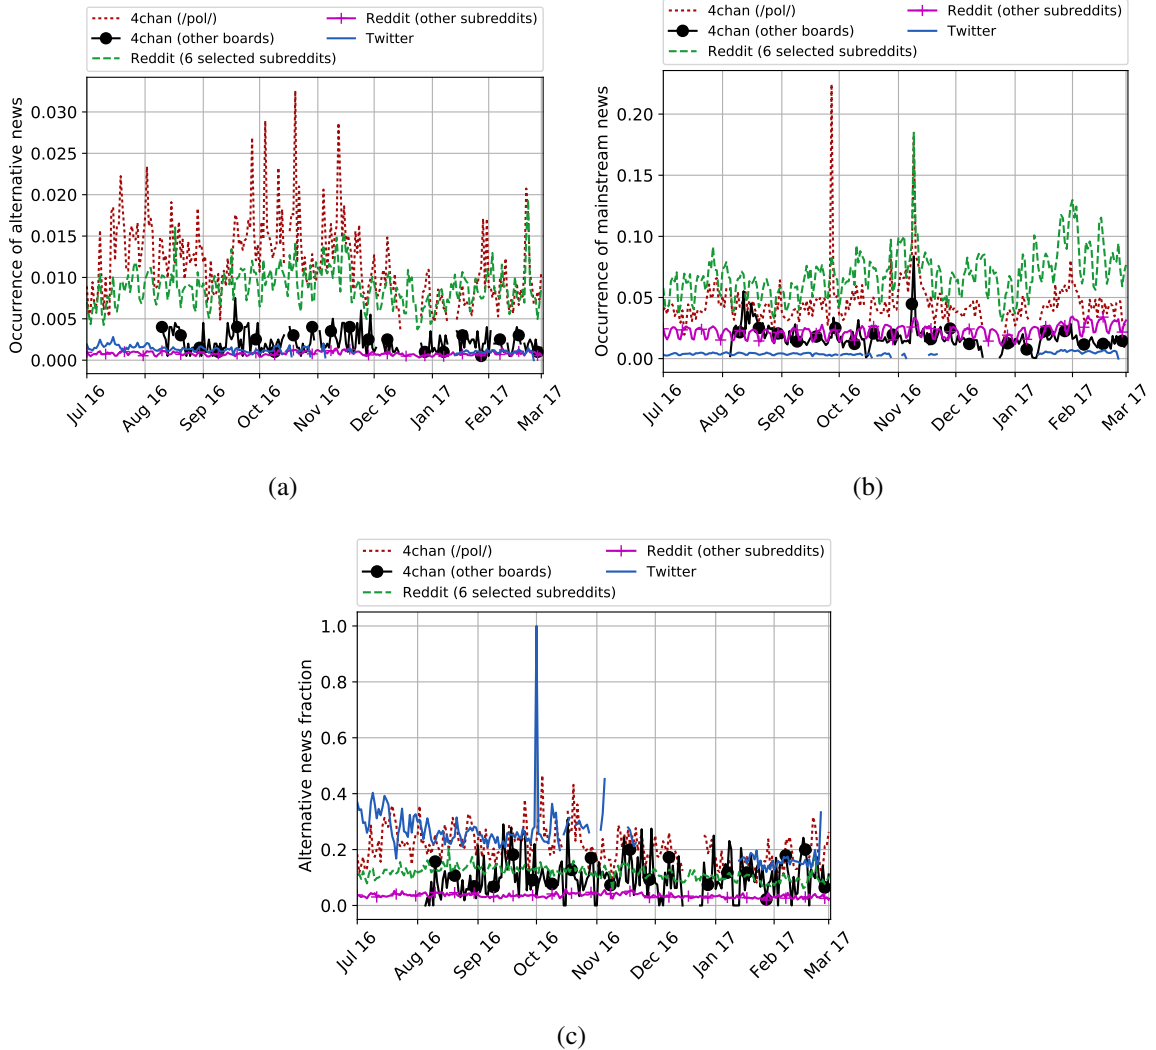 4chan (/pol/)
4chan (other boards)
Reddit (6 selected subreddits)
Reddit (other subreddits)
Twitter
Occurrence of alternative news
0.030
0.025
0.020
0.015
0.010
0.005
0.000
Jul 16
Aug 16
Sep 16
Oct 16
Nov 16
Dec 16
Jan 17
Feb 17
Mar 17
(a)
4chan (/pol/)
4chan (other boards)
Reddit (6 selected subreddits)
Reddit (other subreddits)
Twitter
Occurrence of mainstream news
0.20
0.15
0.10
0.05
0.00
Jul 16
Aug 16
Sep 16
Oct 16
Nov 16
Dec 16
Jan 17
Feb 17
Mar 17
(b)
4chan (/pol/)
4chan (other boards)
Reddit (6 selected subreddits)
Reddit (other subreddits)
Twitter
Alternative news fraction
1.0
0.8
0.6
0.4
0.2
0.0
Jul 16
Aug 16
Sep 16
Oct 16
Nov 16
Dec 16
Jan 17
Feb 17
Mar 17
(c)